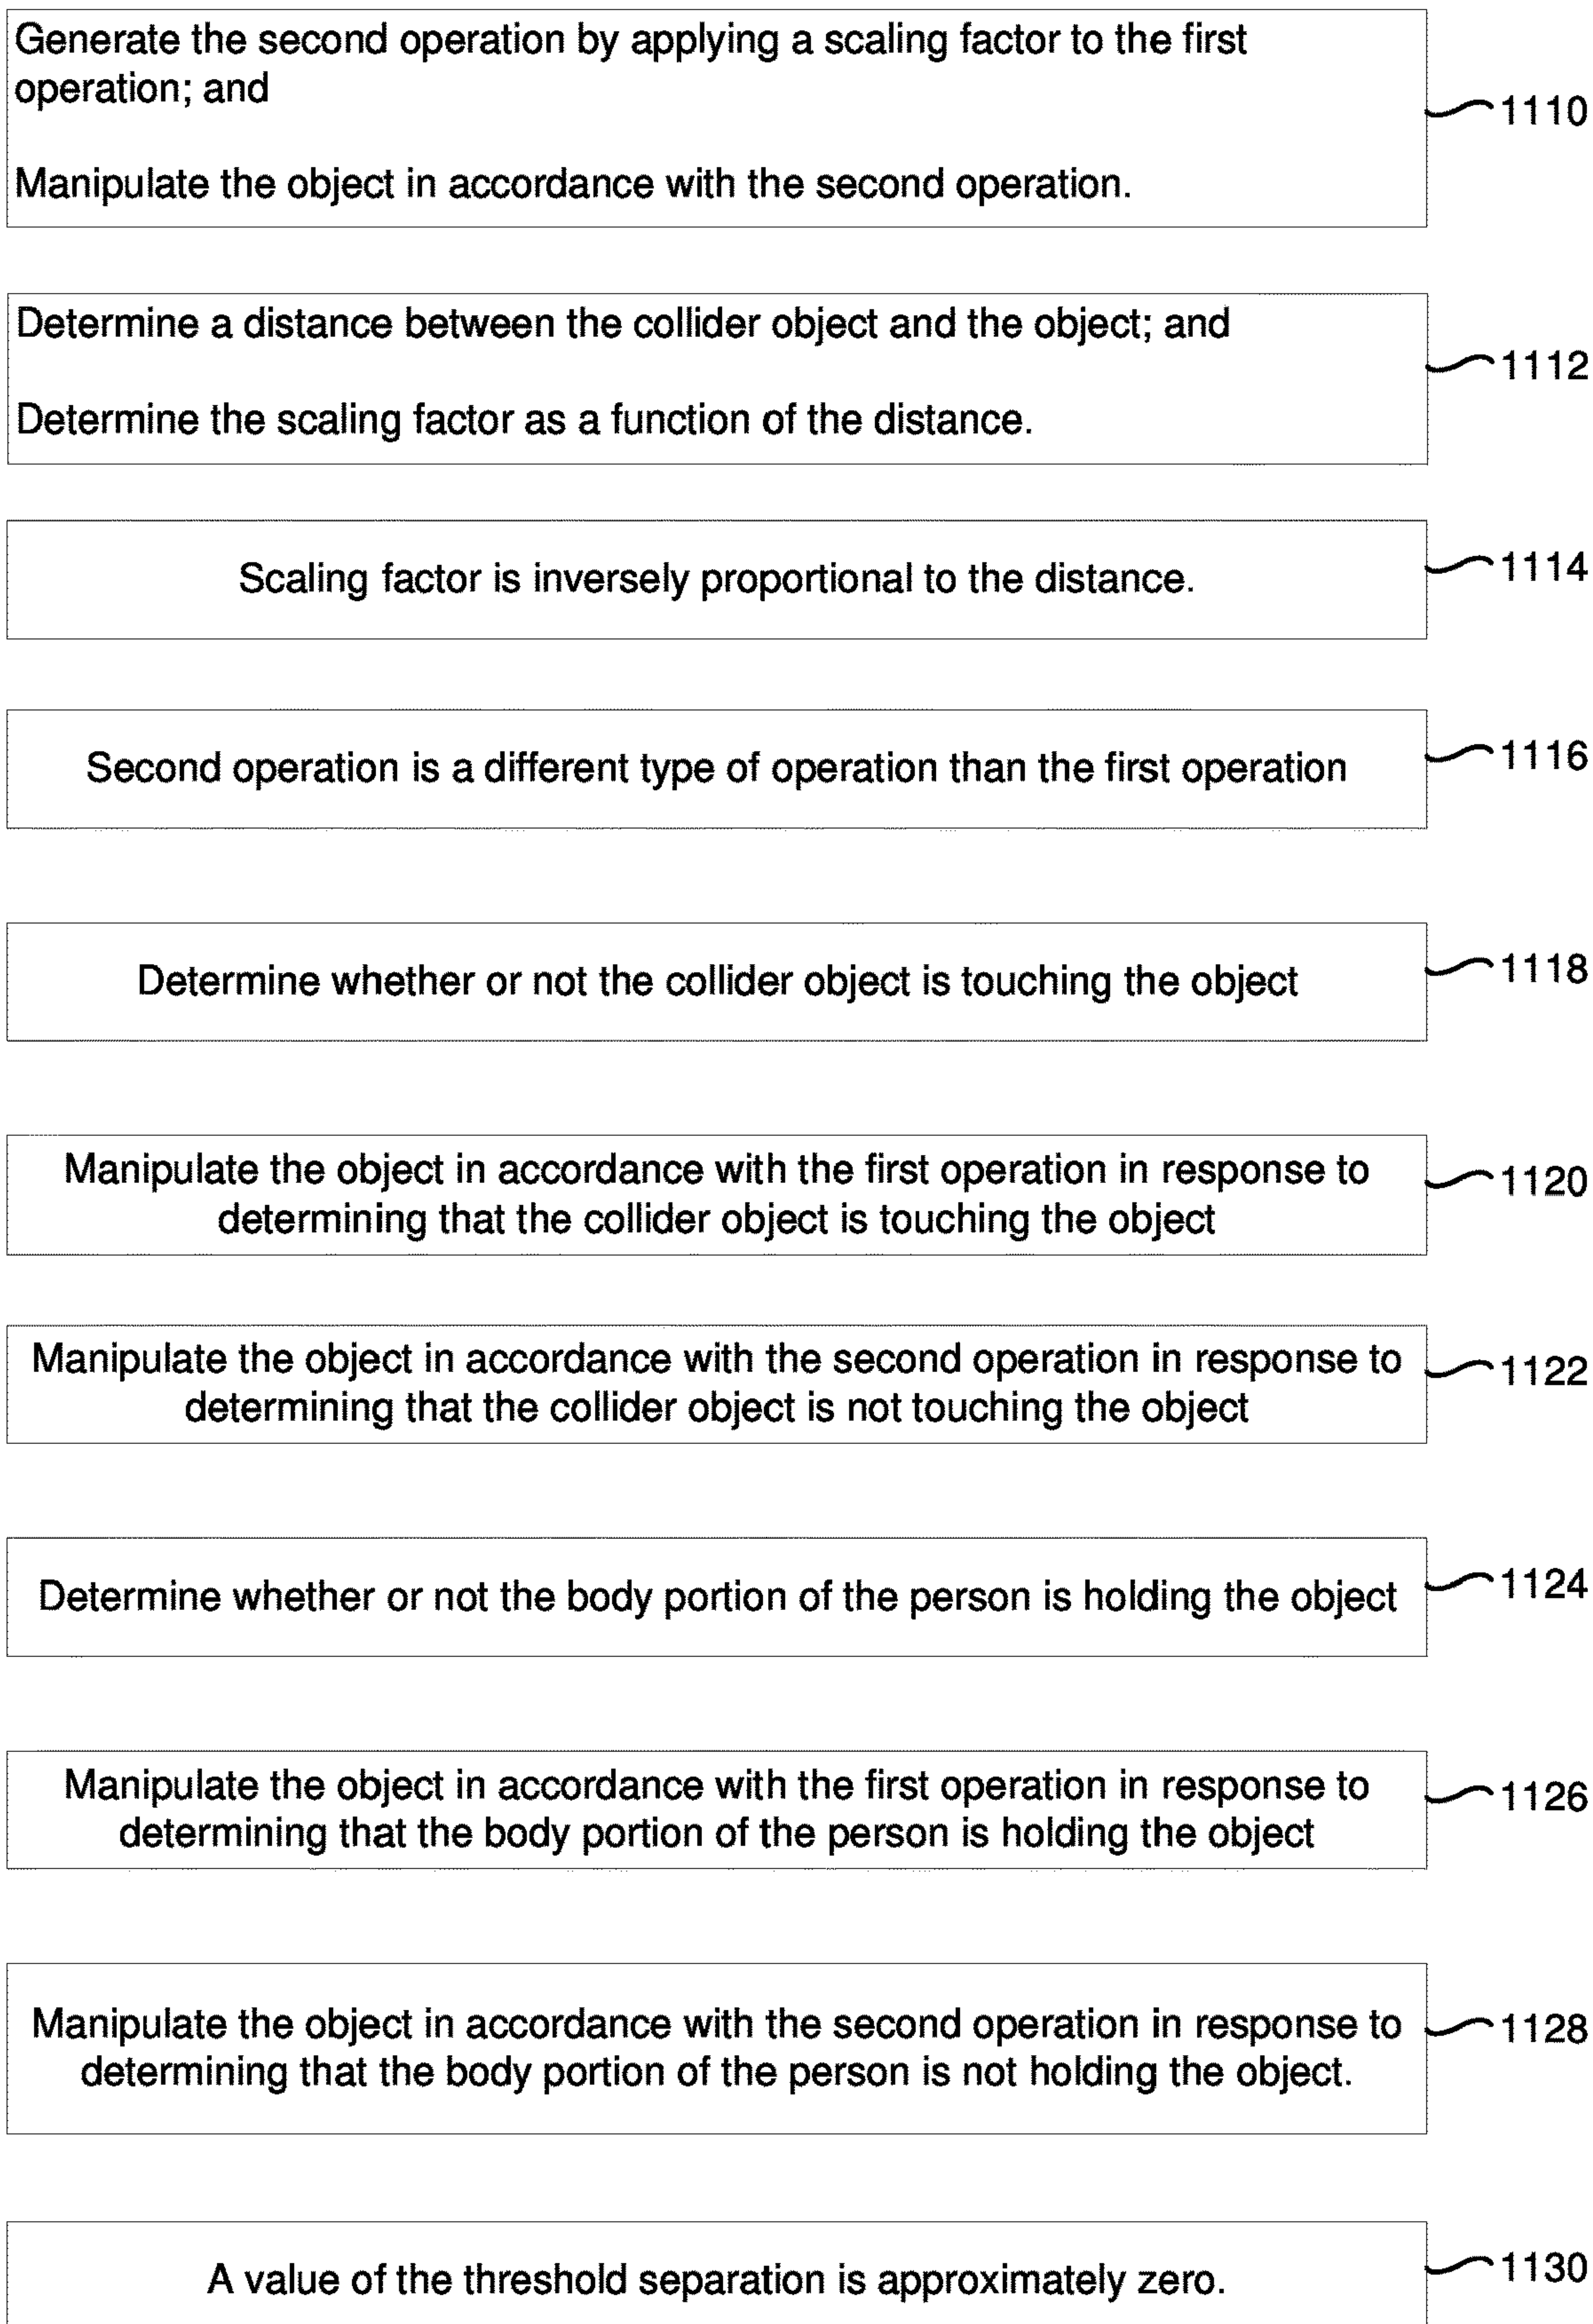 Generate the second operation by applying a scaling factor to the first
operation; and
Manipulate the object in accordance with the second operation.
1110
Determine a distance between the collider object and the object; and
Determine the scaling factor as a function of the distance.
1112
Scaling factor is inversely proportional to the distance.
1114
Second operation is a different type of operation than the first operation
1116
Determine whether or not the collider object is touching the object
1118
Manipulate the object in accordance with the first operation in response to
determining that the collider object is touching the object
1120
Manipulate the object in accordance with the second operation in response to
determining that the collider object is not touching the object
1122
Determine whether or not the body portion of the person is holding the object
1124
Manipulate the object in accordance with the first operation in response to
determining that the body portion of the person is holding the object
1126
Manipulate the object in accordance with the second operation in response to
determining that the body portion of the person is not holding the object.
1128
A value of the threshold separation is approximately zero.
1130